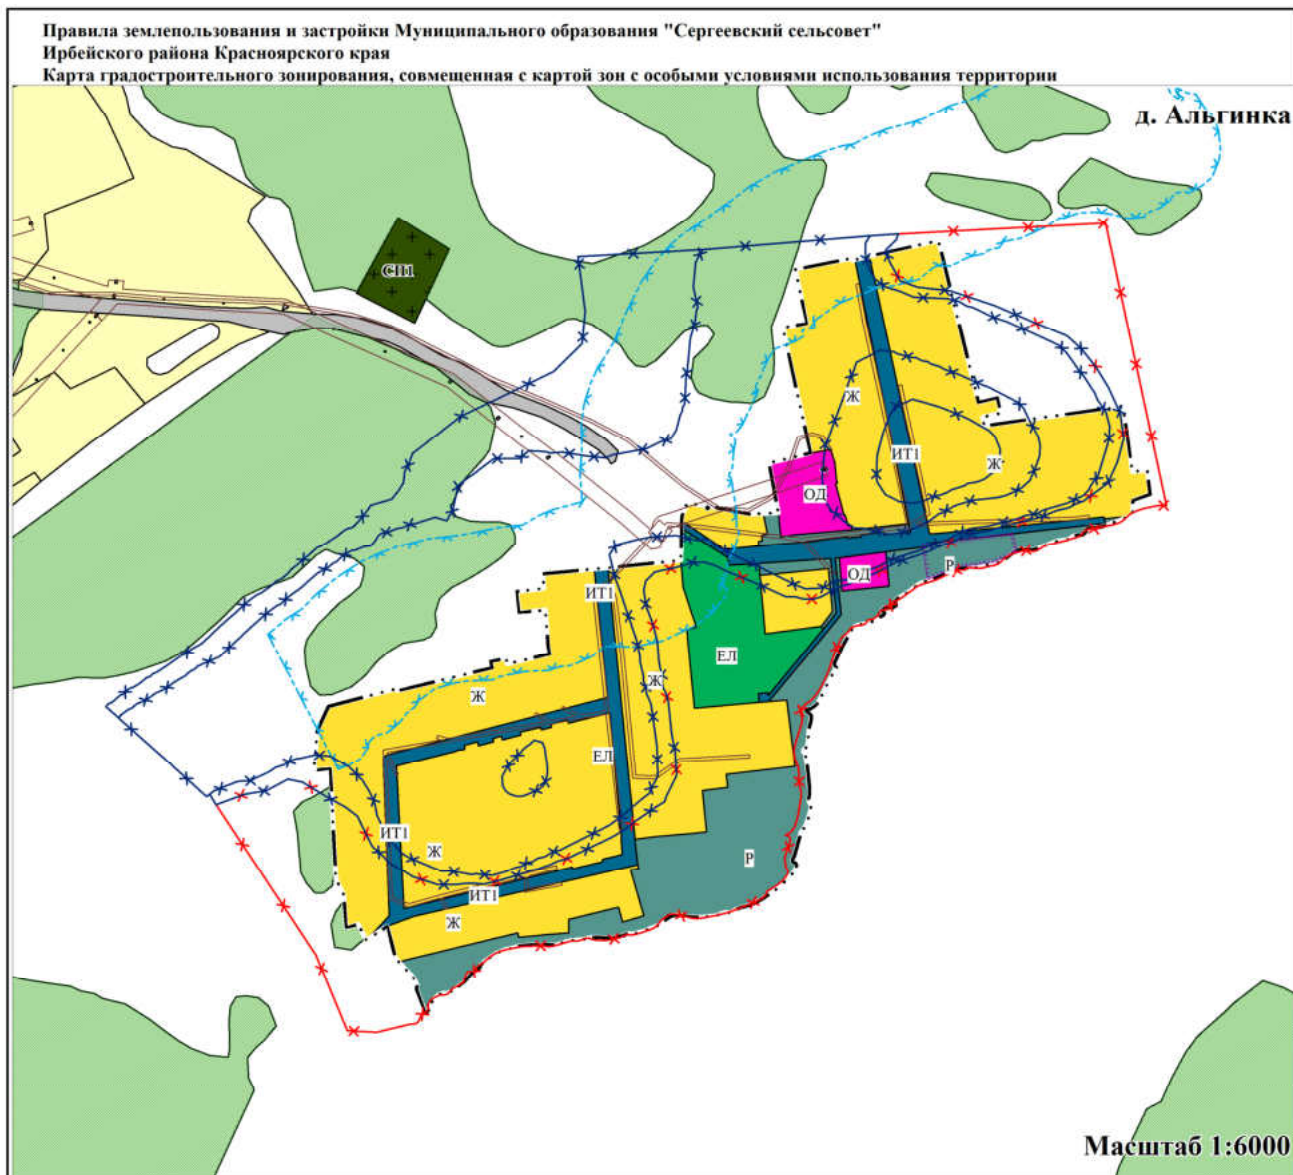 Правила землепользования и застройки Муниципального образования "Сергеевский сельсовет"
Ирбейского района Красноярского края
Карта градостроительного зонирования, совмещенная с картой зон с особыми условиями использования территории
д. Альгинка
СП1
Ж
ИТ1
Ж
ОД
ОД
Р
ИТ1
ЕЛ
Ж
Ж
ЕЛ
ИТ1
Ж
Р
ИТ1
Ж
Масштаб 1:6000